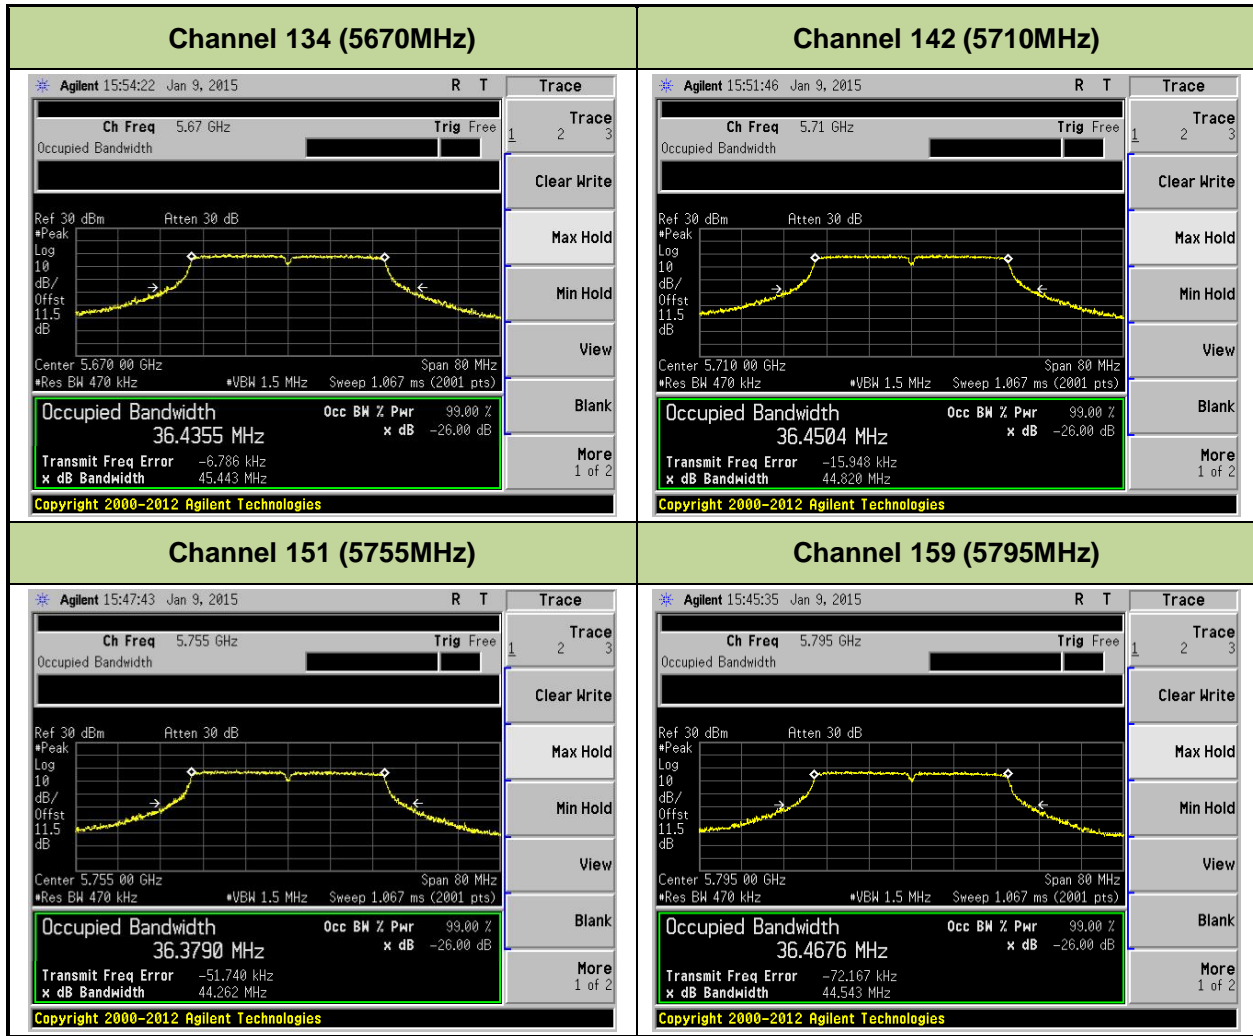 Channel 134 (5670MHz)
Agilent 15:54:22 Jan 9, 2015 R T Trace
Ch Freq 5.67 GHz Trig Free
Occupied Bandwidth
Trace
1 2 3
Clear Write
Max Hold
Min Hold
View
Blank
More
1 of 2
Ref 30 dBm Atten 30 dB
#Peak
Log
10
dB/
Offst
11.5
dB
Center 5.670 00 GHz Span 80 MHz
#Res BW 470 kHz #VBW 1.5 MHz Sweep 1.067 ms (2001 pts)
Occupied Bandwidth Occ BW % Pwr 99.00 %
36.4355 MHz x dB -26.00 dB
Transmit Freq Error -6.786 kHz
x dB Bandwidth 45.443 MHz
Copyright 2000-2012 Agilent Technologies
Channel 142 (5710MHz)
Agilent 15:51:46 Jan 9, 2015 R T Trace
Ch Freq 5.71 GHz Trig Free
Occupied Bandwidth
Trace
1 2 3
Clear Write
Max Hold
Min Hold
View
Blank
More
1 of 2
Ref 30 dBm Atten 30 dB
#Peak
Log
10
dB/
Offst
11.5
dB
Center 5.710 00 GHz Span 80 MHz
#Res BW 470 kHz #VBW 1.5 MHz Sweep 1.067 ms (2001 pts)
Occupied Bandwidth Occ BW % Pwr 99.00 %
36.4504 MHz x dB -26.00 dB
Transmit Freq Error -15.948 kHz
x dB Bandwidth 44.820 MHz
Copyright 2000-2012 Agilent Technologies
Channel 151 (5755MHz)
Agilent 15:47:43 Jan 9, 2015 R T Trace
Ch Freq 5.755 GHz Trig Free
Occupied Bandwidth
Trace
1 2 3
Clear Write
Max Hold
Min Hold
View
Blank
More
1 of 2
Ref 30 dBm Atten 30 dB
#Peak
Log
10
dB/
Offst
11.5
dB
Center 5.755 00 GHz Span 80 MHz
#Res BW 470 kHz #VBW 1.5 MHz Sweep 1.067 ms (2001 pts)
Occupied Bandwidth Occ BW % Pwr 99.00 %
36.3790 MHz x dB -26.00 dB
Transmit Freq Error -51.740 kHz
x dB Bandwidth 44.262 MHz
Copyright 2000-2012 Agilent Technologies
Channel 159 (5795MHz)
Agilent 15:45:35 Jan 9, 2015 R T Trace
Ch Freq 5.795 GHz Trig Free
Occupied Bandwidth
Trace
1 2 3
Clear Write
Max Hold
Min Hold
View
Blank
More
1 of 2
Ref 30 dBm Atten 30 dB
#Peak
Log
10
dB/
Offst
11.5
dB
Center 5.795 00 GHz Span 80 MHz
#Res BW 470 kHz #VBW 1.5 MHz Sweep 1.067 ms (2001 pts)
Occupied Bandwidth Occ BW % Pwr 99.00 %
36.4676 MHz x dB -26.00 dB
Transmit Freq Error -72.167 kHz
x dB Bandwidth 44.543 MHz
Copyright 2000-2012 Agilent Technologies